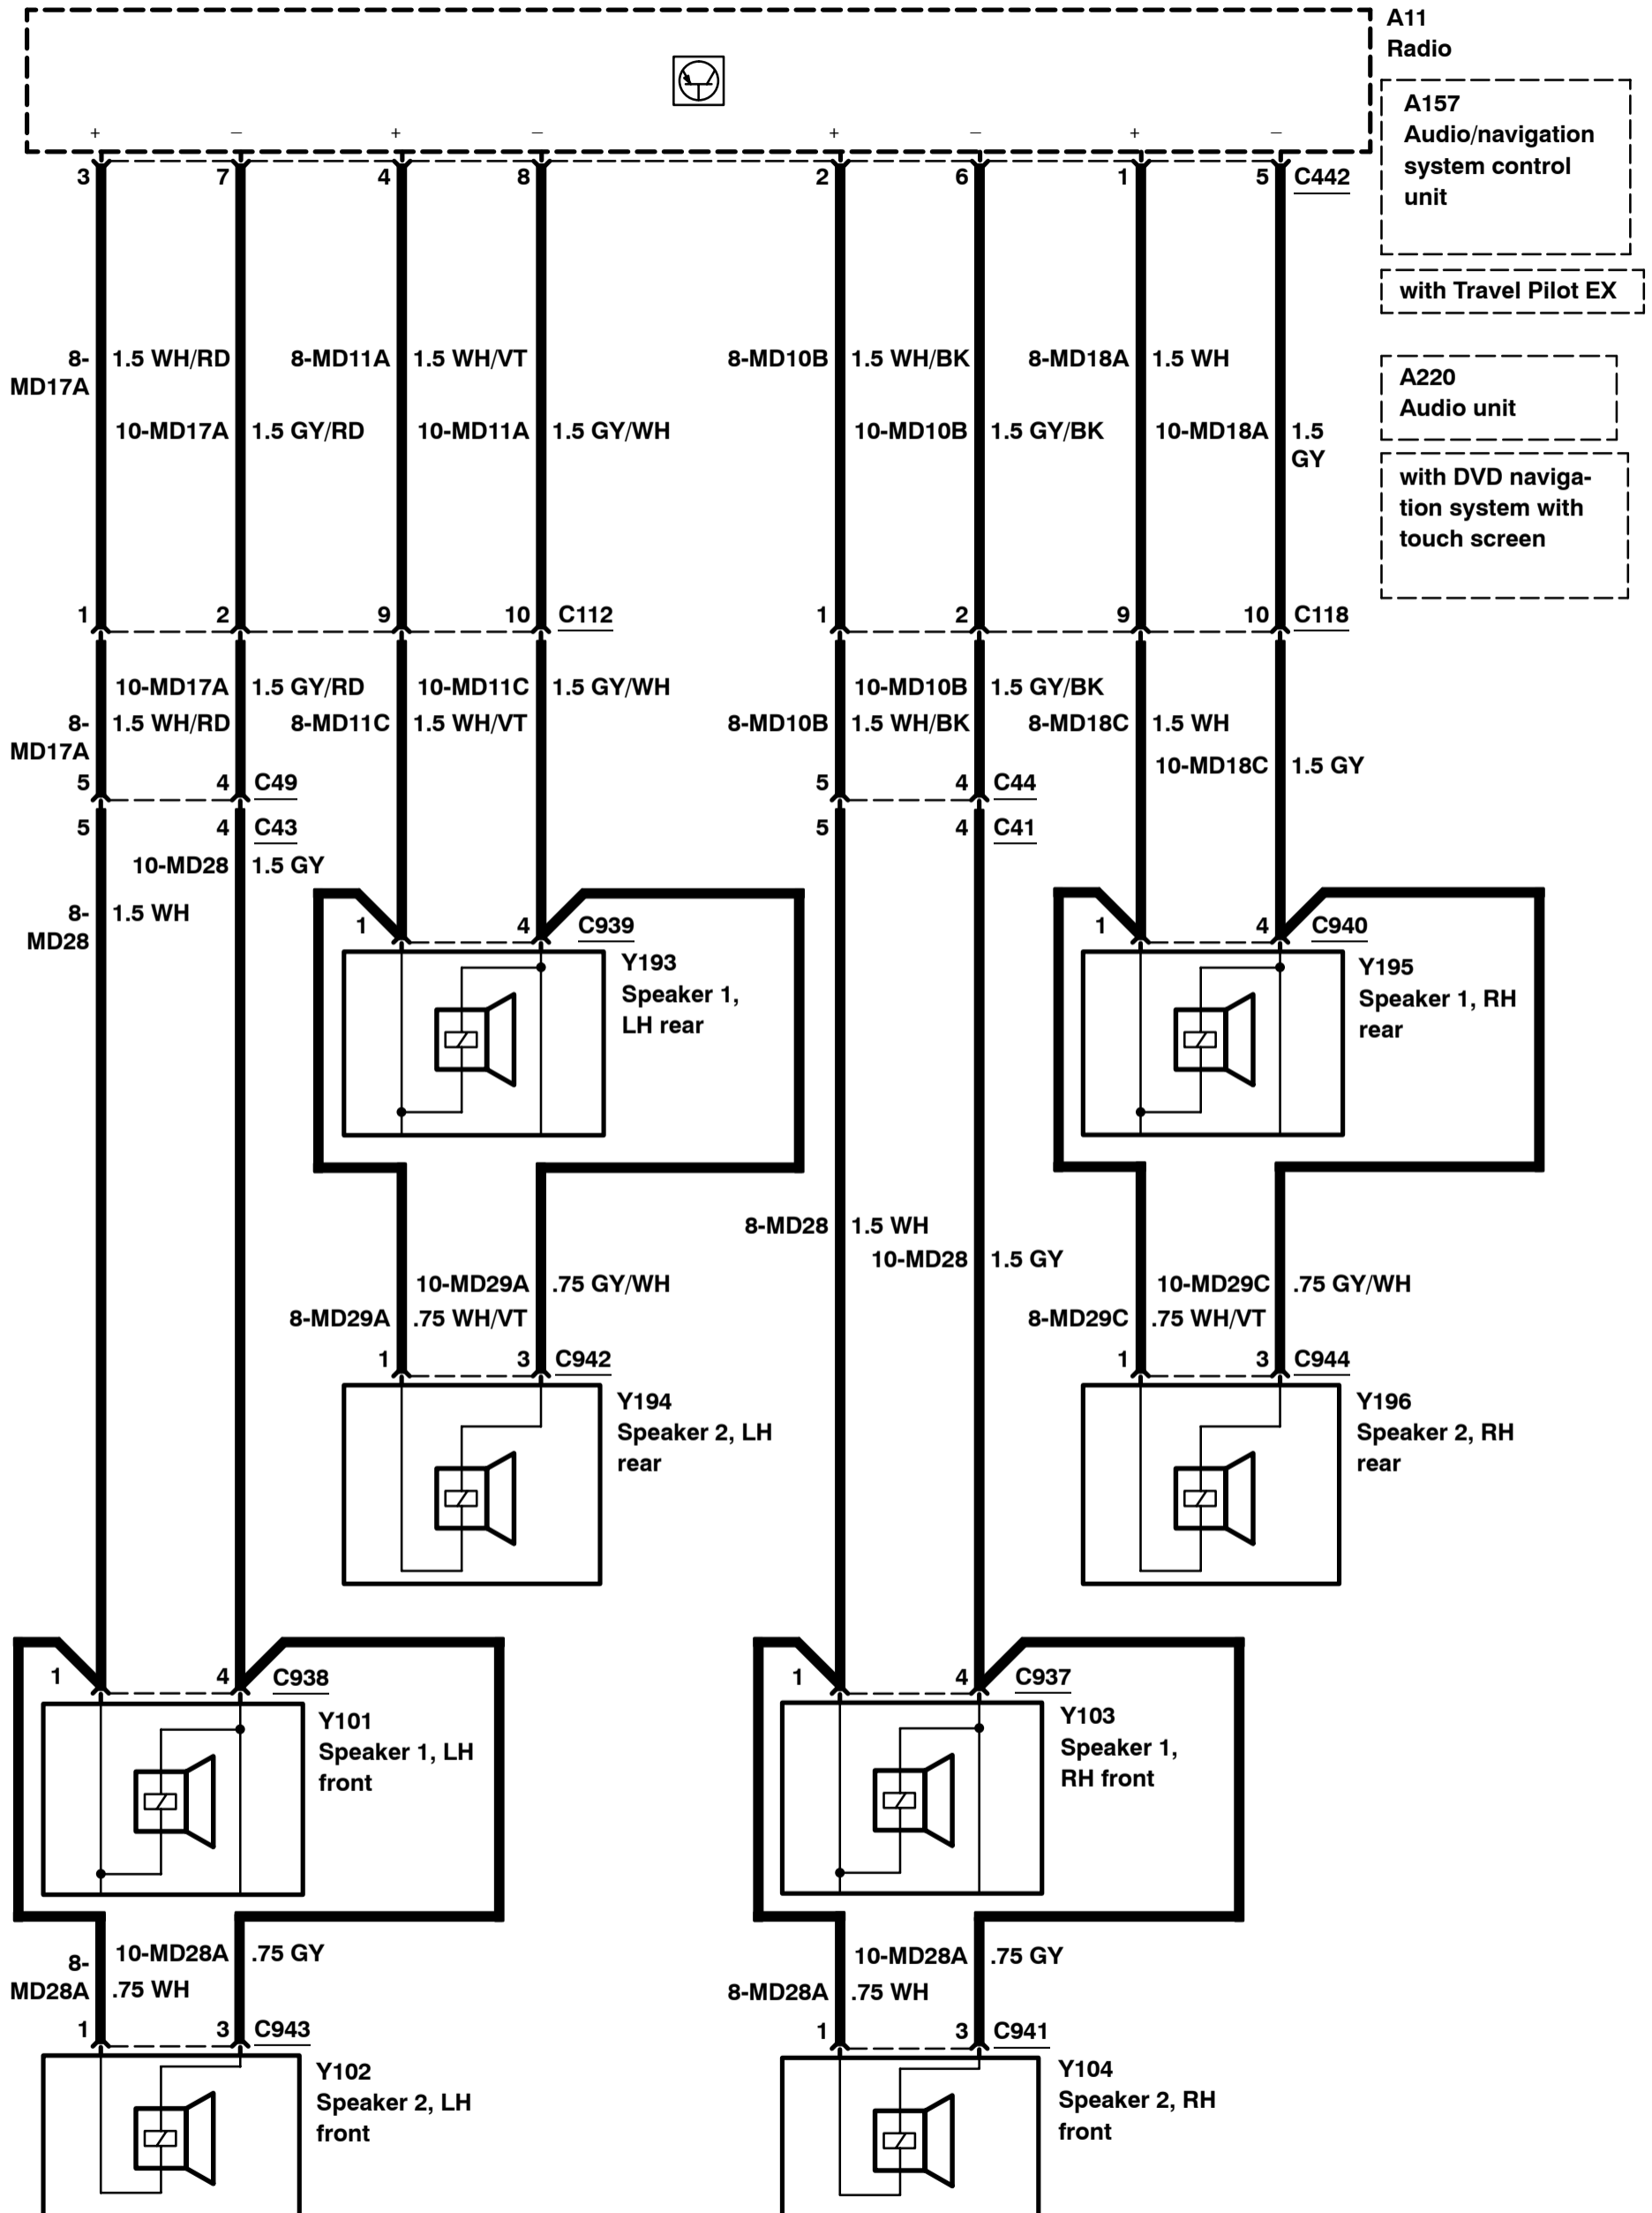 A11
Radio
A157
Audio/navigation
system control
unit
+ – + – + – + –
3 7 4 8 2 6 1 5 C442
with Travel Pilot EX
8-
MD17A
1.5 WH/RD 8-MD11A 1.5 WH/VT 8-MD10B 1.5 WH/BK 8-MD18A 1.5 WH
A220
Audio unit
10-MD17A 1.5 GY/RD 10-MD11A 1.5 GY/WH 10-MD10B 1.5 GY/BK 10-MD18A 1.5
GY
with DVD naviga-
tion system with
touch screen
1 2 9 10 C112 1 2 9 10 C118
10-MD17A 1.5 GY/RD 10-MD11C 1.5 GY/WH 10-MD10B 1.5 GY/BK
8-
MD17A
1.5 WH/RD 8-MD11C 1.5 WH/VT 8-MD10B 1.5 WH/BK 8-MD18C 1.5 WH
10-MD18C 1.5 GY
5 4 C49 5 4 C44
5 4 C43 5 4 C41
10-MD28 1.5 GY
8-
MD28
1.5 WH
1 4 C939 1 4 C940
Y193
Speaker 1,
LH rear
Y195
Speaker 1, RH
rear
8-MD28 1.5 WH
10-MD28 1.5 GY
10-MD29A .75 GY/WH 10-MD29C .75 GY/WH
8-MD29A .75 WH/VT 8-MD29C .75 WH/VT
1 3 C942 1 3 C944
Y194
Speaker 2, LH
rear
Y196
Speaker 2, RH
rear
1 4 C938 1 4 C937
Y101
Speaker 1, LH
front
Y103
Speaker 1,
RH front
10-MD28A .75 GY 10-MD28A .75 GY
8-
MD28A
.75 WH 8-MD28A .75 WH
1 3 C943 1 3 C941
Y102
Speaker 2, LH
front
Y104
Speaker 2, RH
front